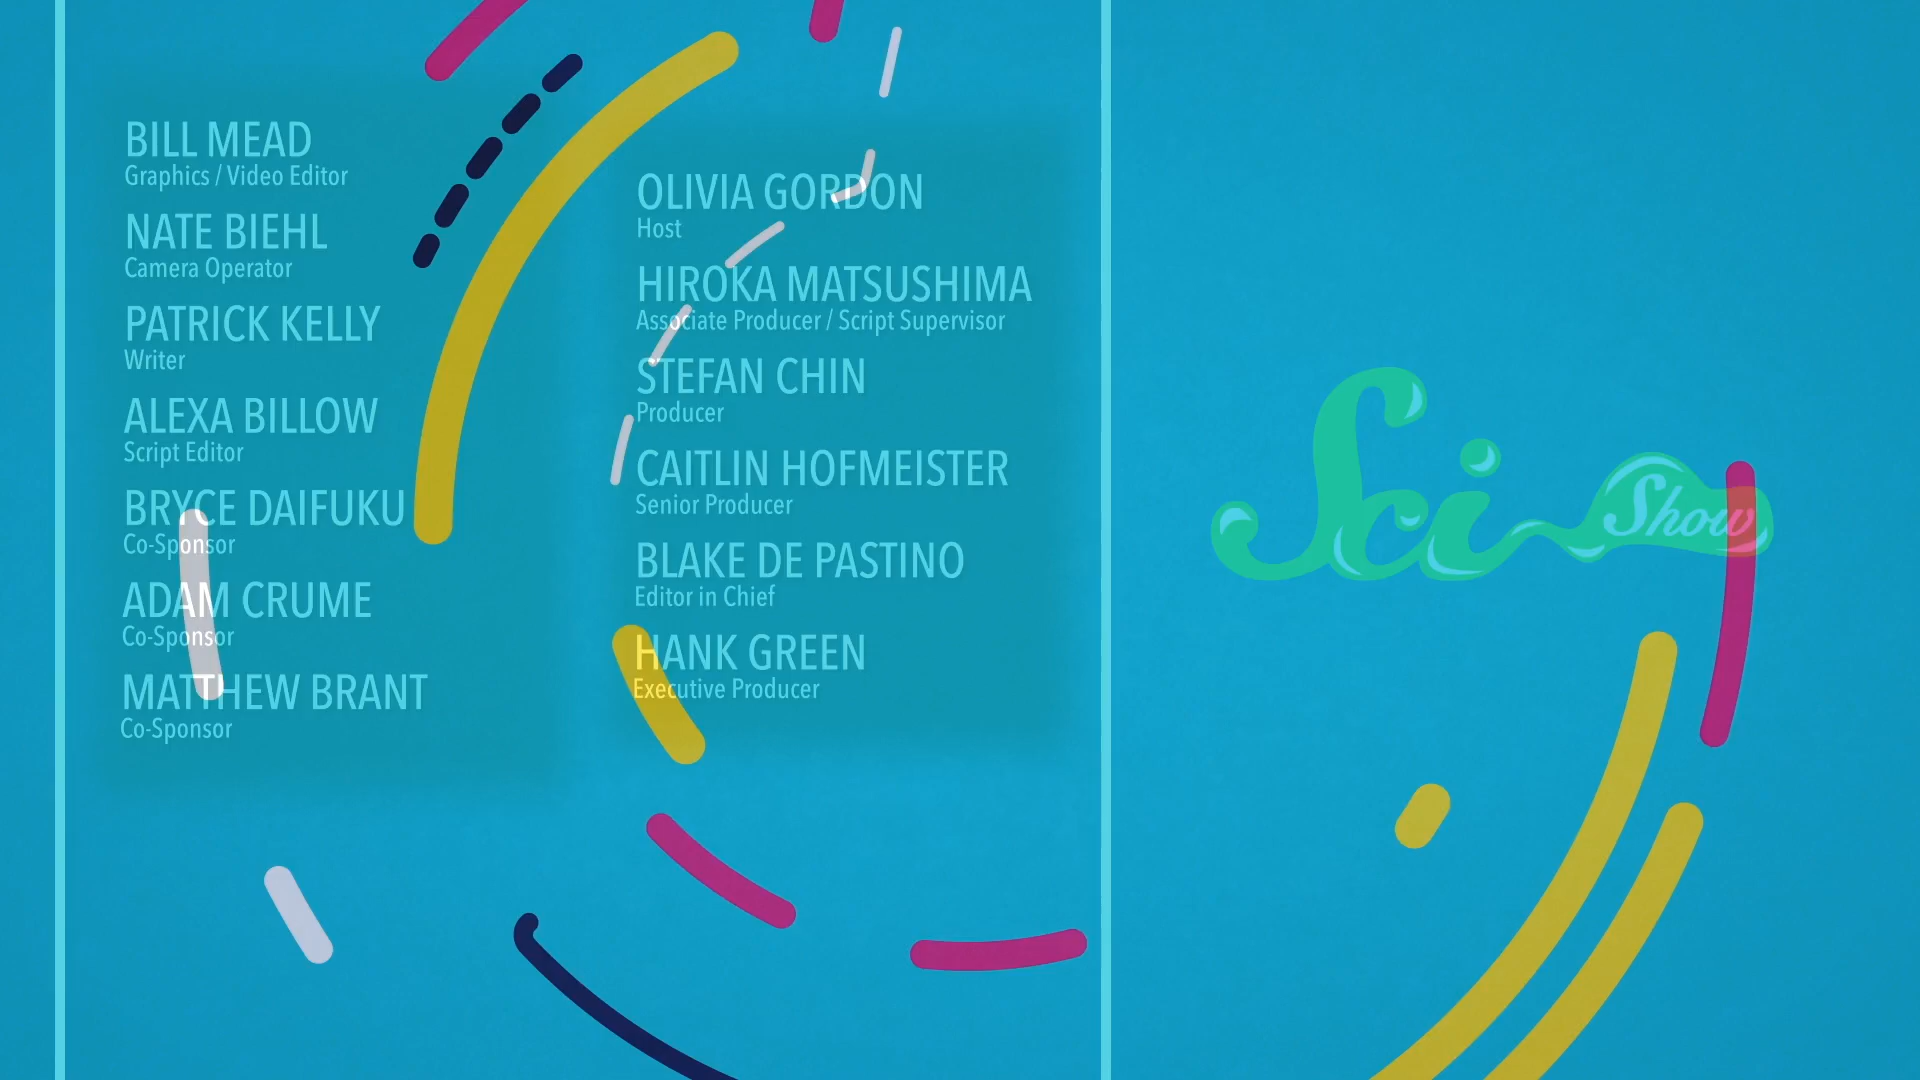 BILL MEAD
Graphics / Video Editor
NATE BIEHL
Camera Operator
PATRICK KELLY
Writer
ALEXA BILLOW
Script Editor
BRYCE DAIFUKU
Co-Sponsor
ADAM CRUME
Co-Sponsor
MATTHEW BRANT
Co-Sponsor
OLIVIA GORDON
Host
HIROKA MATSUSHIMA
Associate Producer / Script Supervisor
STEFAN CHIN
Producer
CAITLIN HOFMEISTER
Senior Producer
BLAKE DE PASTINO
Editor in Chief
HANK GREEN
Executive Producer
Sci Show